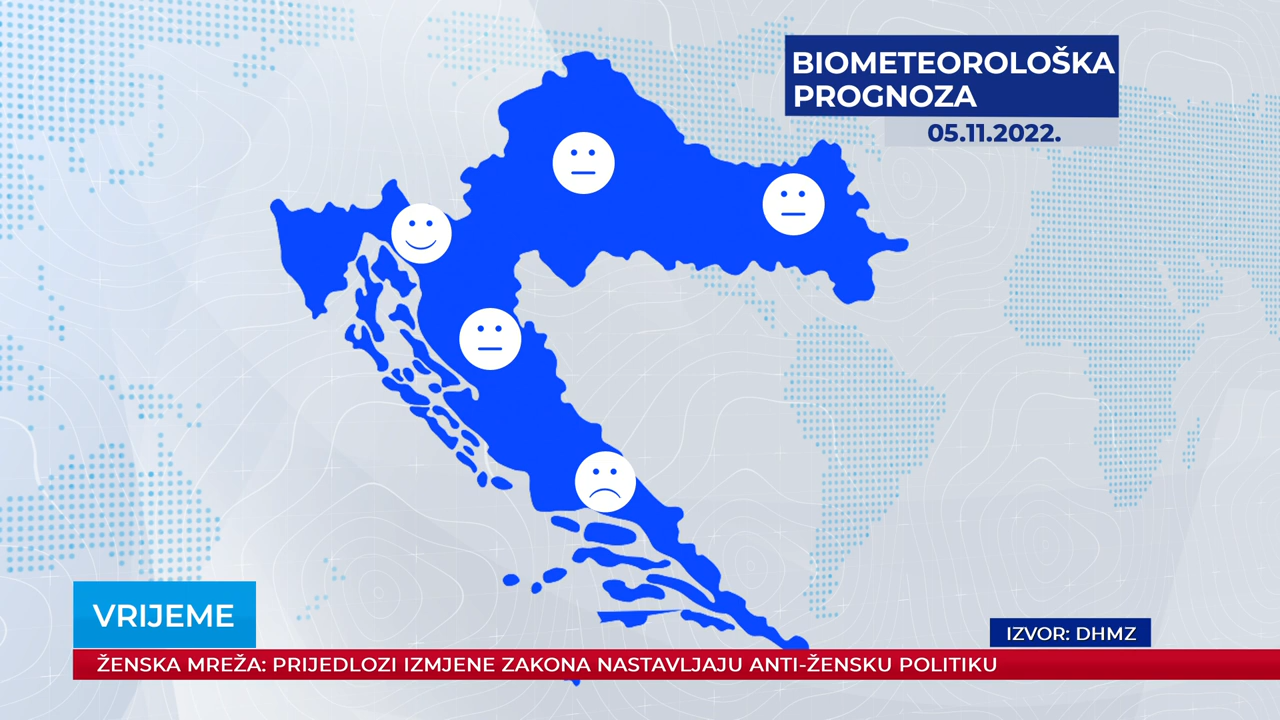 BIOMETEOROLOŠKA
PROGNOZA
05.11.2022.
VRIJEME
IZVOR: DHMZ
ŽENSKA MREŽA: PRIJEDLOZI IZMJENE ZAKONA NASTAVLJAJU ANTI-ŽENSKU POLITIKU